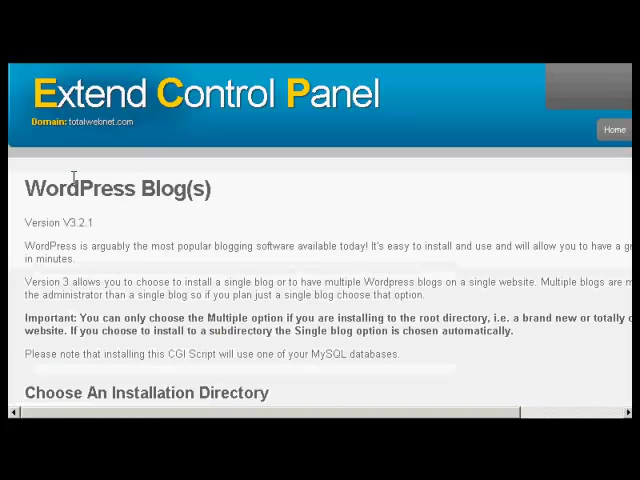 Extend Control Panel
Domain: totalwebnet.com
Home
WordPress Blog(s)
Version V3.2.1
WordPress is arguably the most popular blogging software available today! It's easy to install and use and will allow you to have a
in minutes.
Version 3 allows you to choose to install a single blog or to have multiple Wordpress blogs on a single website. Multiple blogs are
the administrator than a single blog so if you plan just a single blog choose that option.
Important: You can only choose the Multiple option if you are installing to the root directory, i.e. a brand new or totally
website. If you choose to install to a subdirectory the Single blog option is chosen automatically.
Please note that installing this CGI Script will use one of your MySQL databases.
Choose An Installation Directory